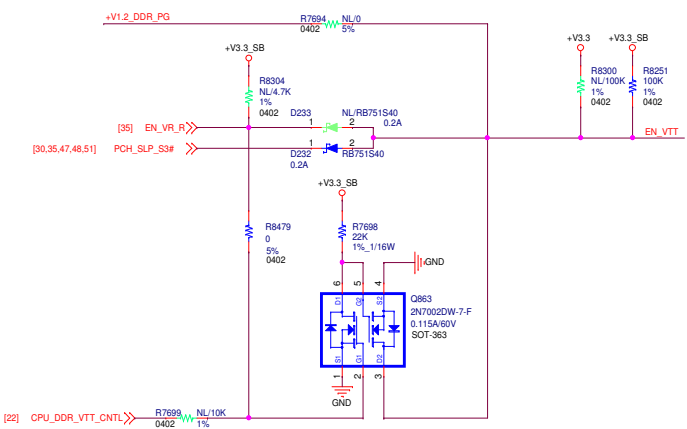 +V1.2_DDR_PG
R7694 NL/0
0402 5%
+V3.3_SB
R8304
NL/4.7K
1%
0402
+V3.3
+V3.3_SB
R8300
NL/100K
1%
0402
R8251
100K
1%
0402
D233 NL/RB751S40
[35] EN_VR_R 1 2 0.2A
EN_VTT
[30,35,47,48,51] PCH_SLP_S3# 1 2
D232 RB751S40
0.2A
+V3.3_SB
R8479
0
5%
0402
R7698
22K
1%_1/16W
GND
6 5 4
D1 G2 S2
Q863
2N7002DW-7-F
0.115A/60V
SOT-363
S1 G1 D2
1 2 3
GND
R7699 NL/10K
[22] CPU_DDR_VTT_CNTL
0402 1%